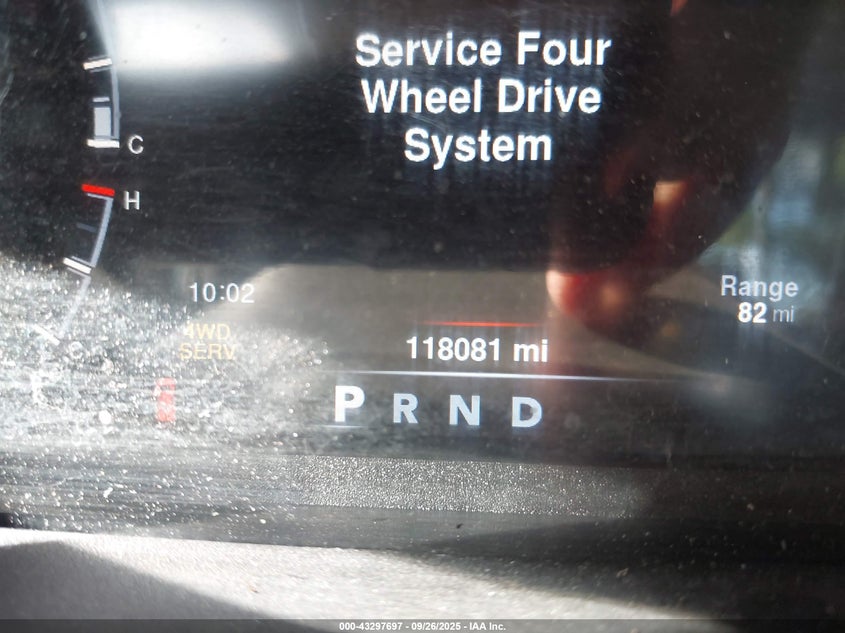 Service Four
Wheel Drive
System
C
H
10:02
Range
82 mi
4WD
SERV
118081 mi
P R N D
C
000-43297697 - 09/26/2025 - IAA Inc.